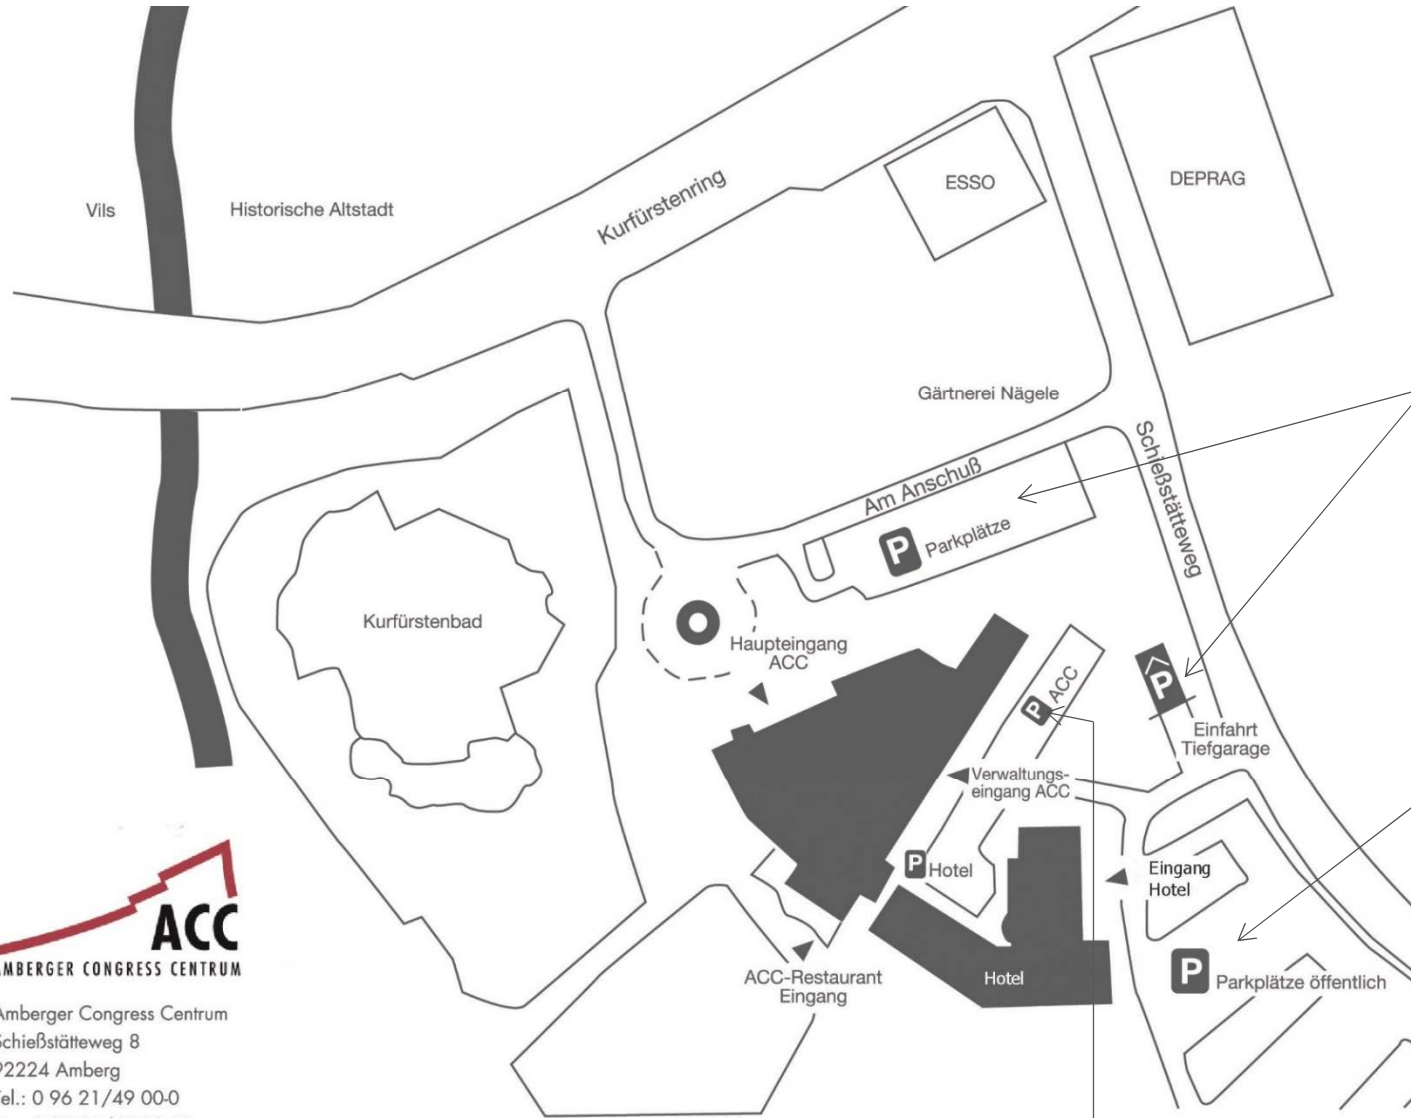 Kurfürstenring
ESSO
DEPRAG
Vils
Historische Altstadt
Gärtnerei Nägele
Am Anschuß
Schießstätteweg
P Parkplätze
Kurfürstenbad
Haupteingang
ACC
P ACC
P
Einfahrt
Tiefgarage
Verwaltungs-
eingang ACC
P Hotel
Eingang
Hotel
ACC-Restaurant
Eingang
Hotel
P Parkplätze öffentlich
ACC
AMBERGER CONGRESS CENTRUM
Amberger Congress Centrum
Schießstätteweg 8
92224 Amberg
Tel.: 0 96 21/49 00-0